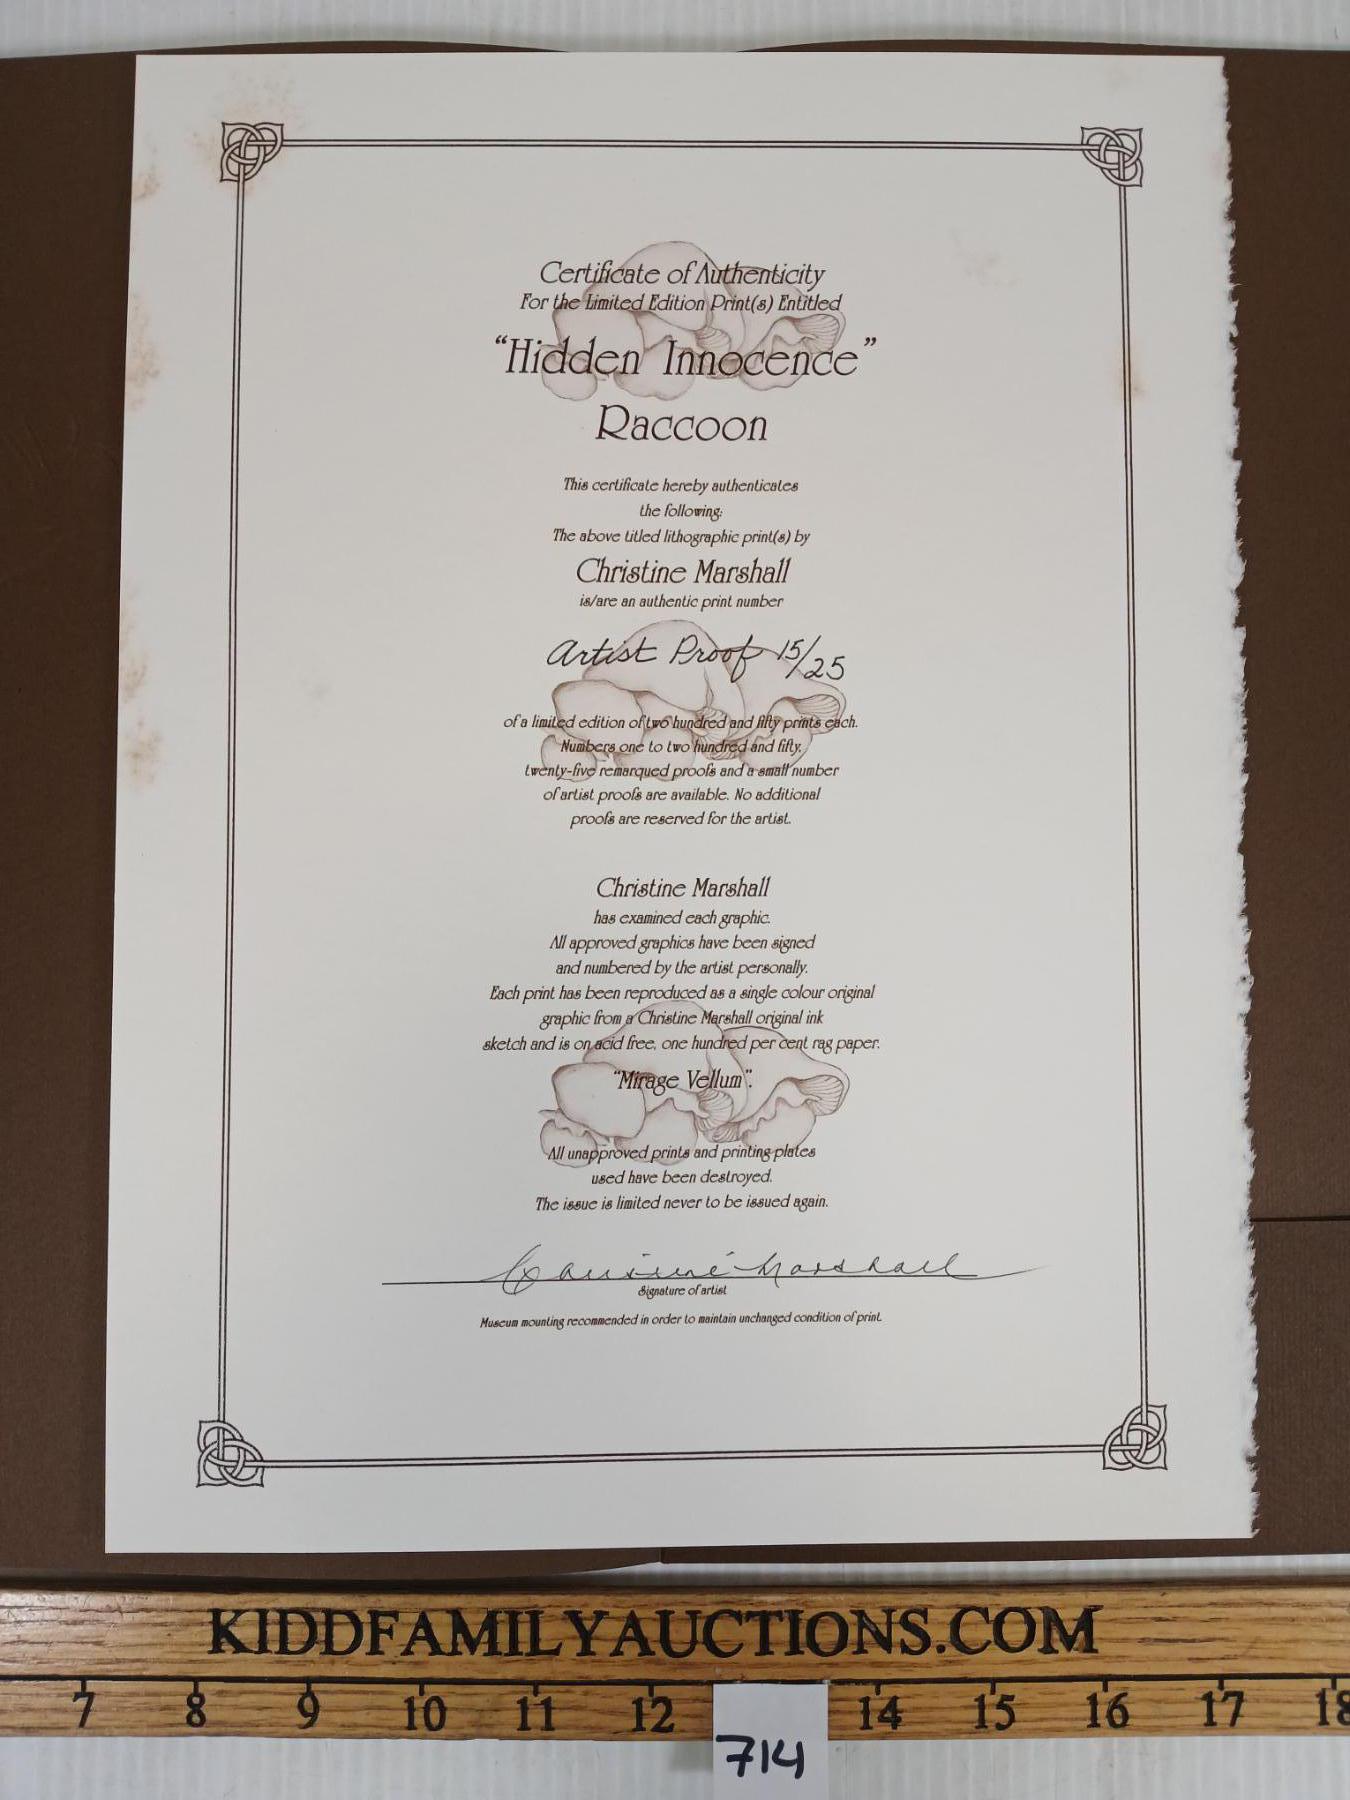 Certificate of Authenticity
For the Limited Edition Print(s) Entitled
"Hidden Innocence"
Raccoon
This certificate hereby authenticates
the following:
The above titled lithographic print(s) by
Christine Marshall
is/are an authentic print number
Artist Proof 15/25
of a limited edition of two hundred and fifty prints each.
Numbers one to two hundred and fifty,
twenty-five remarqued proofs and a small number
of artist proofs are available. No additional
proofs are reserved for the artist.
Christine Marshall
has examined each graphic.
All approved graphics have been signed
and numbered by the artist personally.
Each print has been reproduced as a single colour original
graphic from a Christine Marshall original ink
sketch and is on acid free, one hundred per cent rag paper.
"Mirage Vellum".
All unapproved prints and printing plates
used have been destroyed.
The issue is limited never to be issued again.
Christine Marshall
Signature of artist
Museum mounting recommended in order to maintain unchanged condition of print.
KIDDFAMILYAUCTIONS.COM
7 8 9 10 11 12 14 15 16 17 18
714